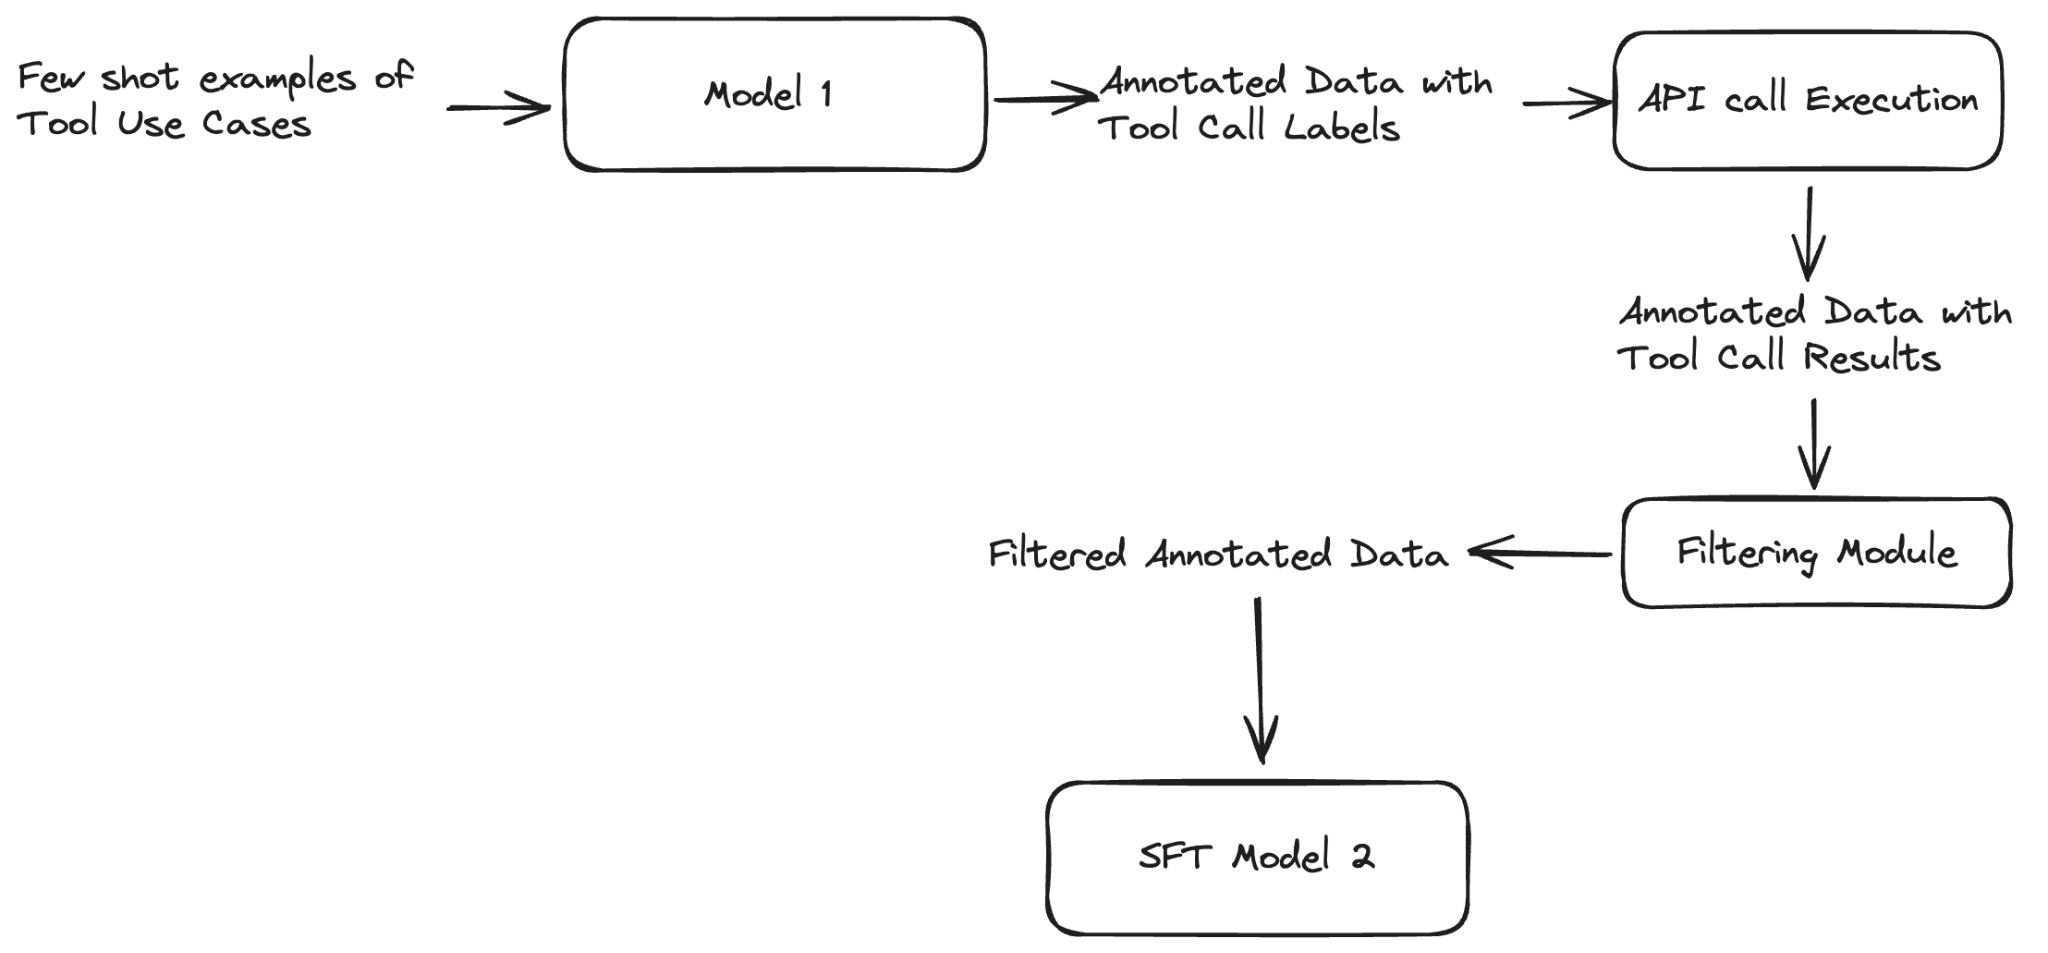 Few shot examples of
Tool Use Cases
Model 1
Annotated Data with
Tool Call Labels
API call Execution
Annotated Data with
Tool Call Results
Filtering Module
Filtered Annotated Data
SFT Model 2